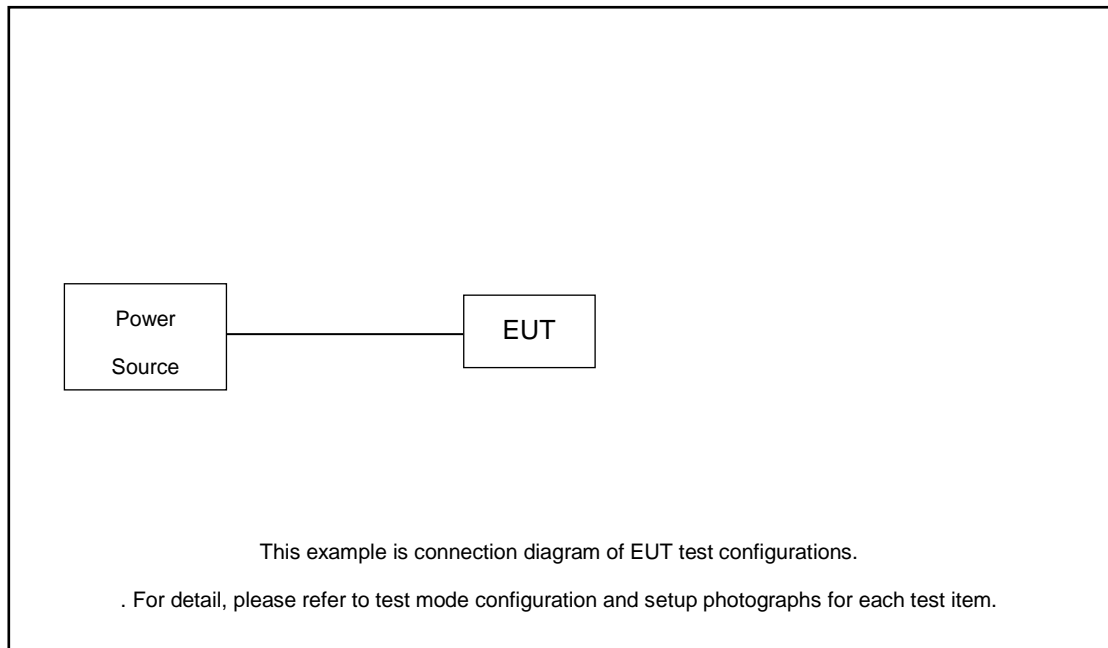 Power
Source
EUT
This example is connection diagram of EUT test configurations.
. For detail, please refer to test mode configuration and setup photographs for each test item.